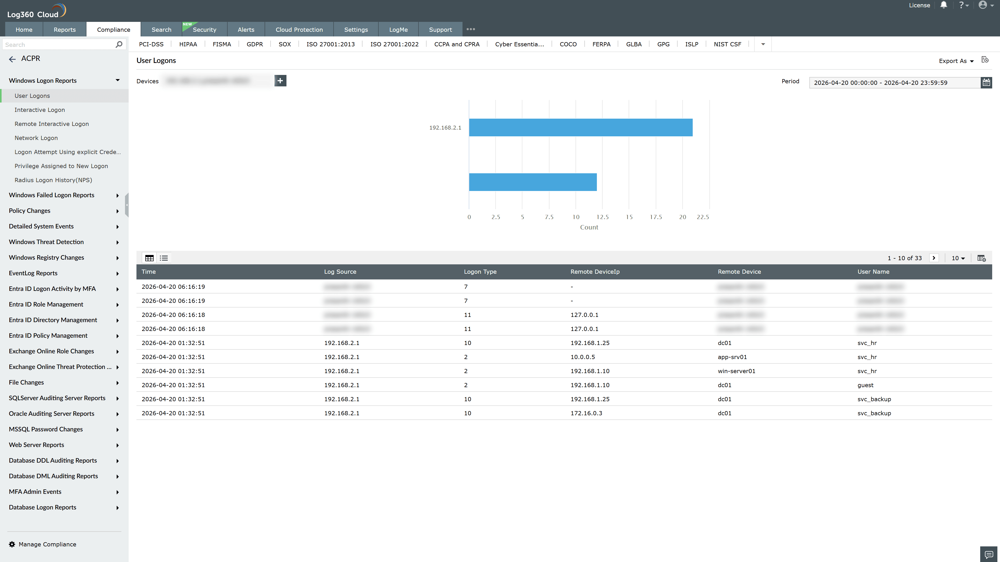 License
?
Log360 Cloud
Home Reports Compliance Search NEW Security Alerts Cloud Protection Settings LogMe Support •••
Search
PCI-DSS HIPAA FISMA GDPR SOX ISO 27001:2013 ISO 27001:2022 CCPA and CPRA Cyber Essentia... COCO FERPA GLBA GPG ISLP NIST CSF
ACPR
Windows Logon Reports
User Logons
Interactive Logon
Remote Interactive Logon
Network Logon
Logon Attempt Using explicit Crede...
Privilege Assigned to New Logon
Radius Logon History(NPS)
Windows Failed Logon Reports
Policy Changes
Detailed System Events
Windows Threat Detection
Windows Registry Changes
EventLog Reports
Entra ID Logon Activity by MFA
Entra ID Role Management
Entra ID Directory Management
Entra ID Policy Management
Exchange Online Role Changes
Exchange Online Threat Protection ...
File Changes
SQLServer Auditing Server Reports
Oracle Auditing Server Reports
MSSQL Password Changes
Web Server Reports
Database DDL Auditing Reports
Database DML Auditing Reports
MFA Admin Events
Database Logon Reports
Manage Compliance
User Logons
Export As
Devices
Period 2026-04-20 00:00:00 - 2026-04-20 23:59:59
192.168.2.1
0 2.5 5 7.5 10 12.5 15 17.5 20 22.5
Count
1 - 10 of 33 10
Time Log Source Logon Type Remote DeviceIp Remote Device User Name
2026-04-20 06:16:19 7 -
2026-04-20 06:16:19 7 -
2026-04-20 06:16:18 11 127.0.0.1
2026-04-20 06:16:18 11 127.0.0.1
2026-04-20 01:32:51 192.168.2.1 10 192.168.1.25 dc01 svc_hr
2026-04-20 01:32:51 192.168.2.1 2 10.0.0.5 app-srv01 svc_hr
2026-04-20 01:32:51 192.168.2.1 2 192.168.1.10 win-server01 svc_hr
2026-04-20 01:32:51 192.168.2.1 2 192.168.1.10 dc01 guest
2026-04-20 01:32:51 192.168.2.1 10 192.168.1.25 dc01 svc_backup
2026-04-20 01:32:51 192.168.2.1 10 172.16.0.3 dc01 svc_backup